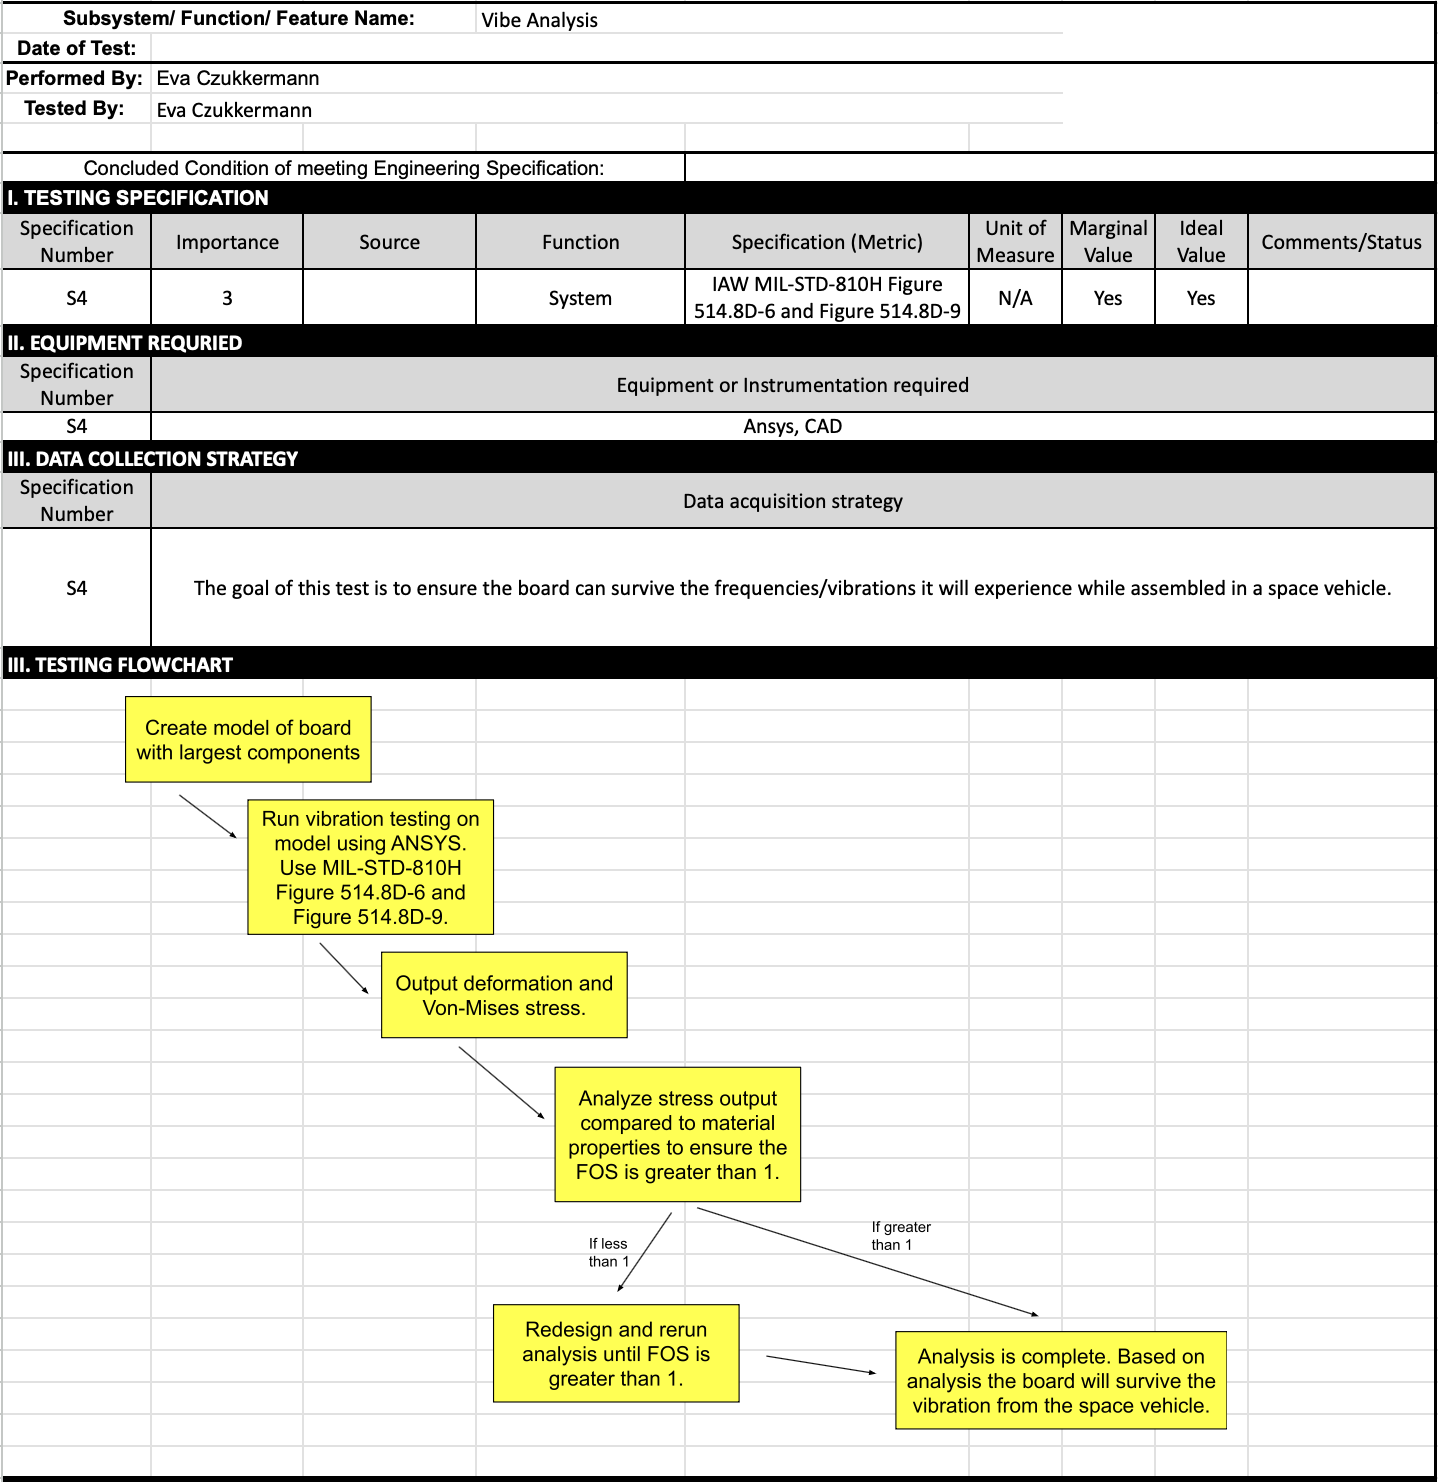 Subsystem/ Function/ Feature Name: Vibe Analysis
Date of Test:
Performed By: Eva Czukkermann
Tested By: Eva Czukkermann
Concluded Condition of meeting Engineering Specification:
I. TESTING SPECIFICATION
Specification Number Importance Source Function Specification (Metric) Unit of Measure Marginal Value Ideal Value Comments/Status
S4 3 System IAW MIL-STD-810H Figure 514.8D-6 and Figure 514.8D-9 N/A Yes Yes
II. EQUIPMENT REQURIED
Specification Number Equipment or Instrumentation required
S4 Ansys, CAD
III. DATA COLLECTION STRATEGY
Specification Number Data acquisition strategy
S4 The goal of this test is to ensure the board can survive the frequencies/vibrations it will experience while assembled in a space vehicle.
III. TESTING FLOWCHART
Create model of board
with largest components
Run vibration testing on
model using ANSYS.
Use MIL-STD-810H
Figure 514.8D-6 and
Figure 514.8D-9.
Output deformation and
Von-Mises stress.
Analyze stress output
compared to material
properties to ensure the
FOS is greater than 1.
If less
than 1
If greater
than 1
Redesign and rerun
analysis until FOS is
greater than 1.
Analysis is complete. Based on
analysis the board will survive the
vibration from the space vehicle.